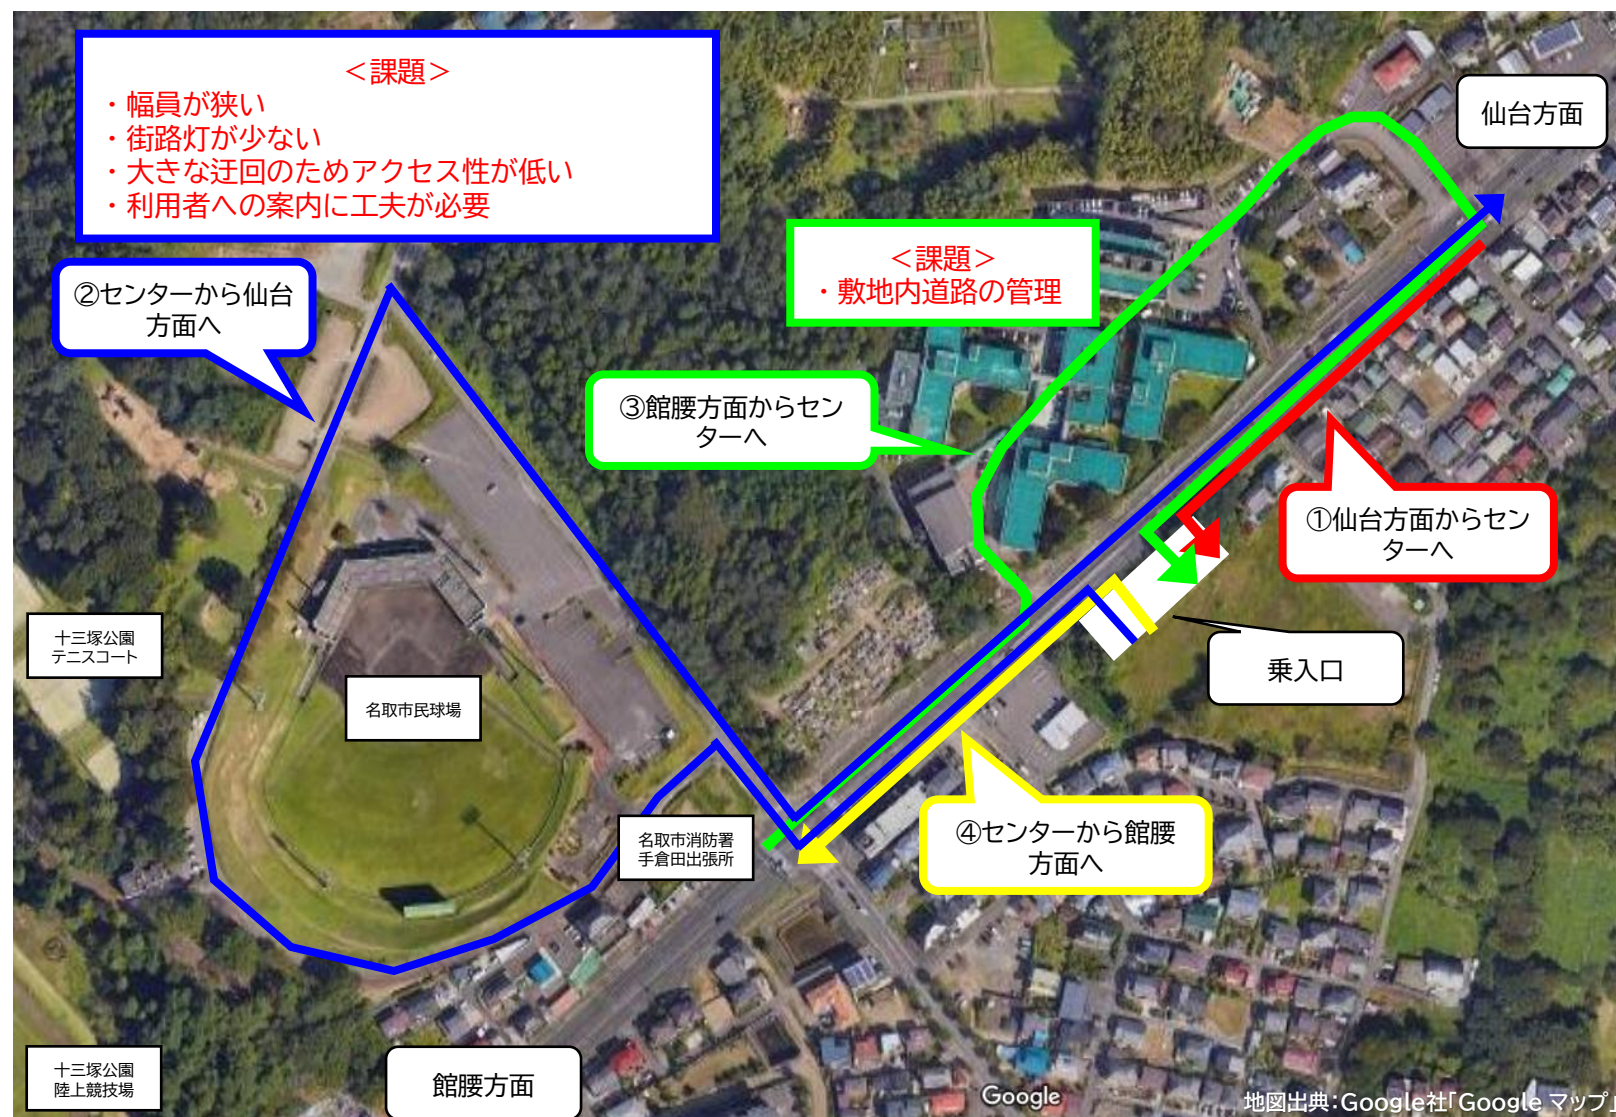 ＜課題＞
・幅員が狭い
・街路灯が少ない
・大きな迂回のためアクセス性が低い
・利用者への案内に工夫が必要
仙台方面
②センターから仙台
方面へ
＜課題＞
・敷地内道路の管理
③館腰方面からセン
ターへ
①仙台方面からセン
ターへ
十三塚公園
テニスコート
乗入口
名取市民球場
名取市消防署
手倉田出張所
④センターから館腰
方面へ
十三塚公園
陸上競技場
館腰方面
Google
地図出典：Google社「Google マップ